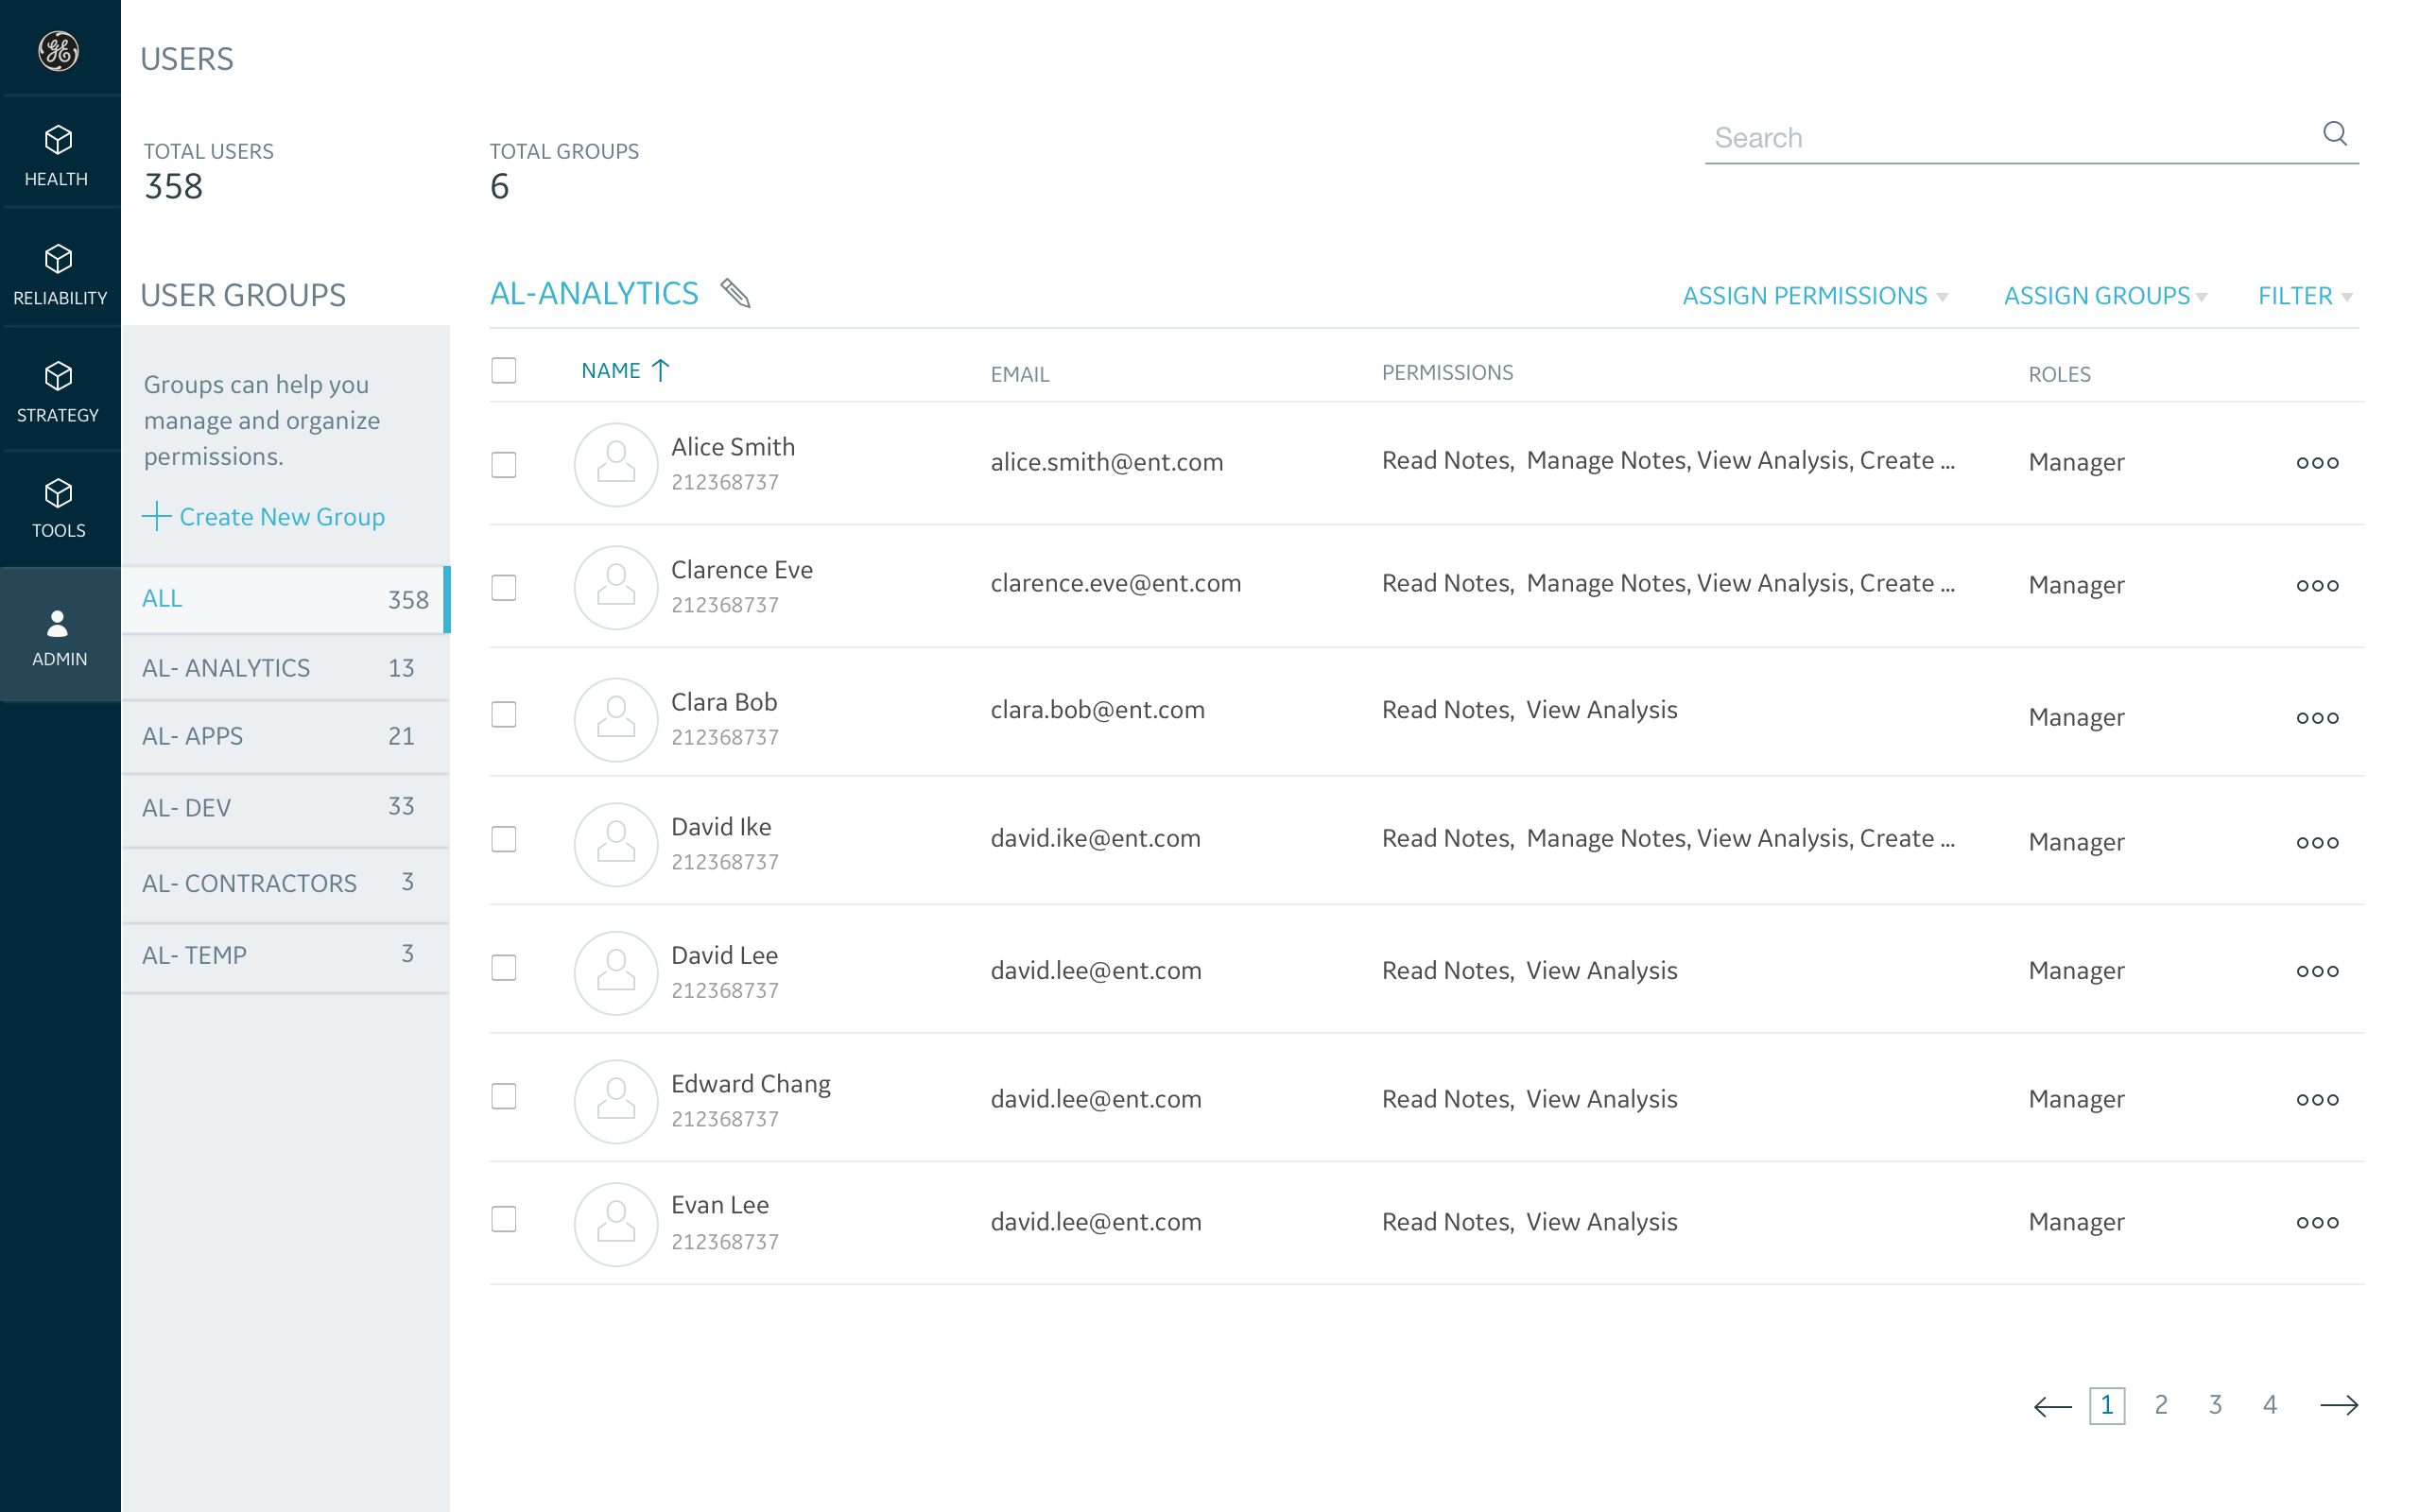 GE
USERS
HEALTH
RELIABILITY
STRATEGY
TOOLS
ADMIN
TOTAL USERS
358
TOTAL GROUPS
6
Search
USER GROUPS
Groups can help you
manage and organize
permissions.
Create New Group
ALL 358
AL- ANALYTICS 13
AL- APPS 21
AL- DEV 33
AL- CONTRACTORS 3
AL- TEMP 3
AL-ANALYTICS
ASSIGN PERMISSIONS ASSIGN GROUPS FILTER
NAME EMAIL PERMISSIONS ROLES
Alice Smith
212368737
alice.smith@ent.com Read Notes, Manage Notes, View Analysis, Create ... Manager
Clarence Eve
212368737
clarence.eve@ent.com Read Notes, Manage Notes, View Analysis, Create ... Manager
Clara Bob
212368737
clara.bob@ent.com Read Notes, View Analysis Manager
David Ike
212368737
david.ike@ent.com Read Notes, Manage Notes, View Analysis, Create ... Manager
David Lee
212368737
david.lee@ent.com Read Notes, View Analysis Manager
Edward Chang
212368737
david.lee@ent.com Read Notes, View Analysis Manager
Evan Lee
212368737
david.lee@ent.com Read Notes, View Analysis Manager
1 2 3 4